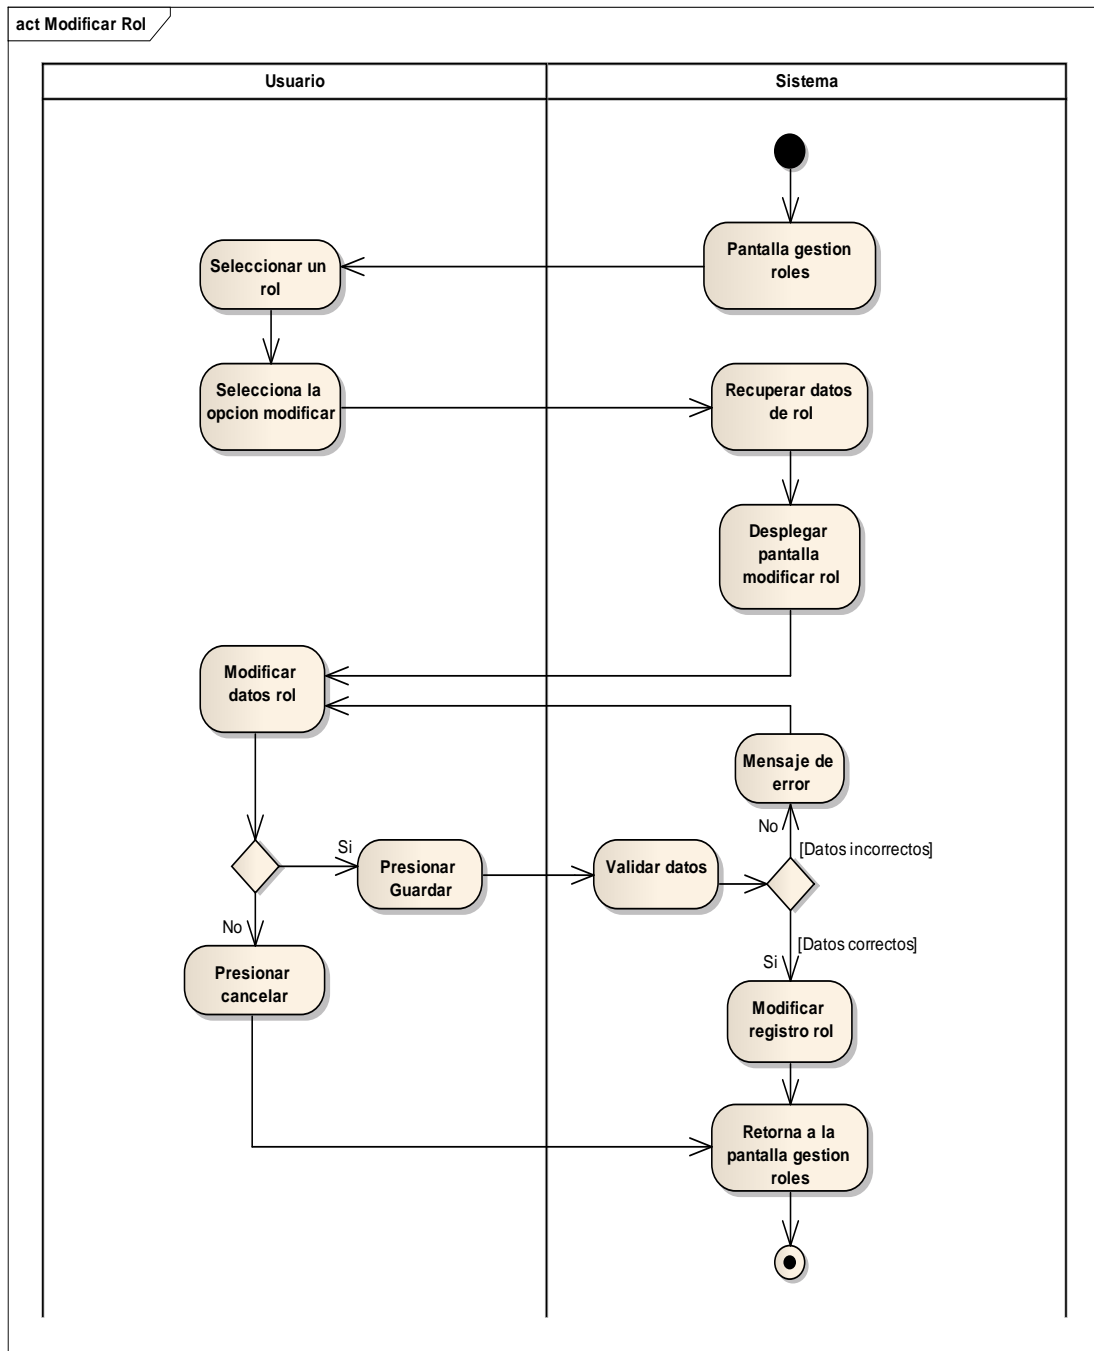 act Modificar Rol
Usuario
Sistema
Pantalla gestion
roles
Seleccionar un
rol
Selecciona la
opcion modificar
Recuperar datos
de rol
Desplegar
pantalla
modificar rol
Modificar
datos rol
Mensaje de
error
No
[Datos incorrectos]
Si
Presionar
Guardar
Validar datos
No
[Datos correctos]
Si
Presionar
cancelar
Modificar
registro rol
Retorna a la
pantalla gestion
roles